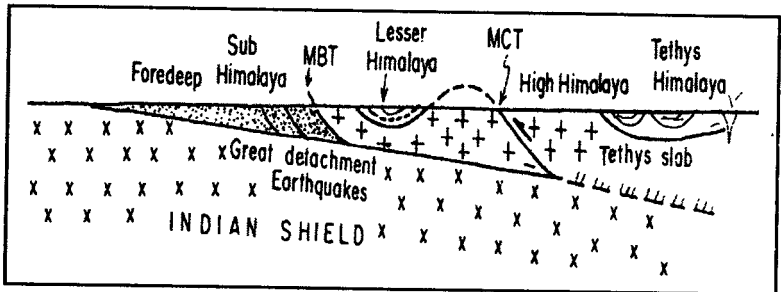 Foredeep
Sub
Himalaya
MBT
Lesser
Himalaya
MCT
High Himalaya
Tethys
Himalaya
Great detachment
Earthquakes
Tethys slab
INDIAN SHIELD